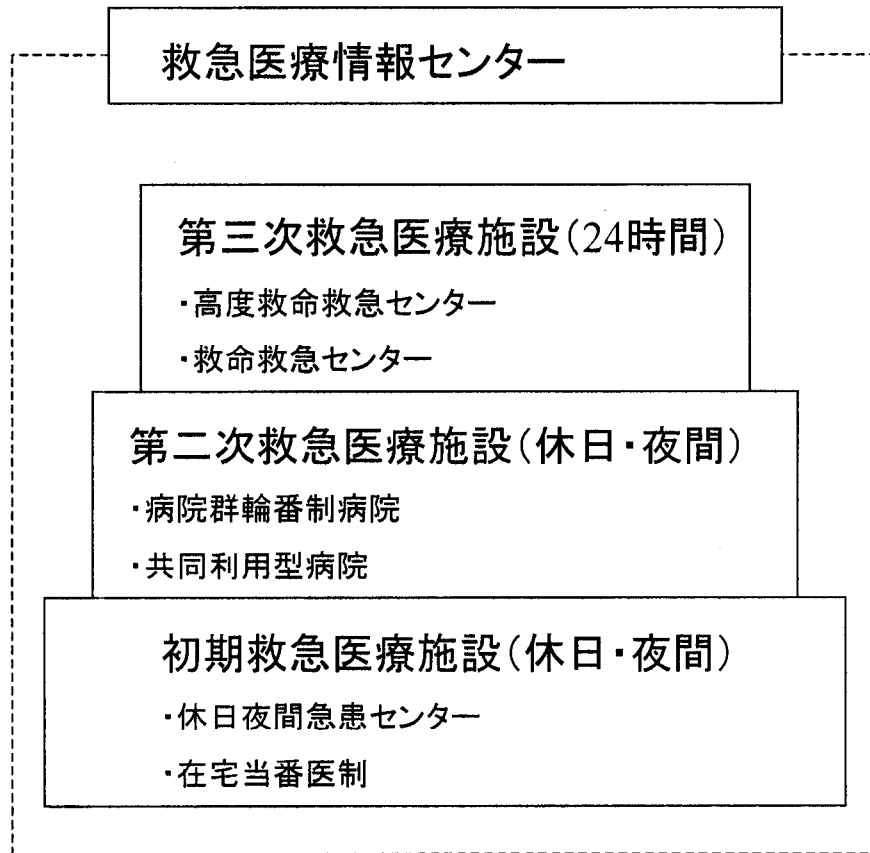 救急医療情報センター
第三次救急医療施設(24時間)
・高度救命救急センター
・救命救急センター
第二次救急医療施設(休日・夜間)
・病院群輪番制病院
・共同利用型病院
初期救急医療施設(休日・夜間)
・休日夜間急患センター
・在宅当番医制